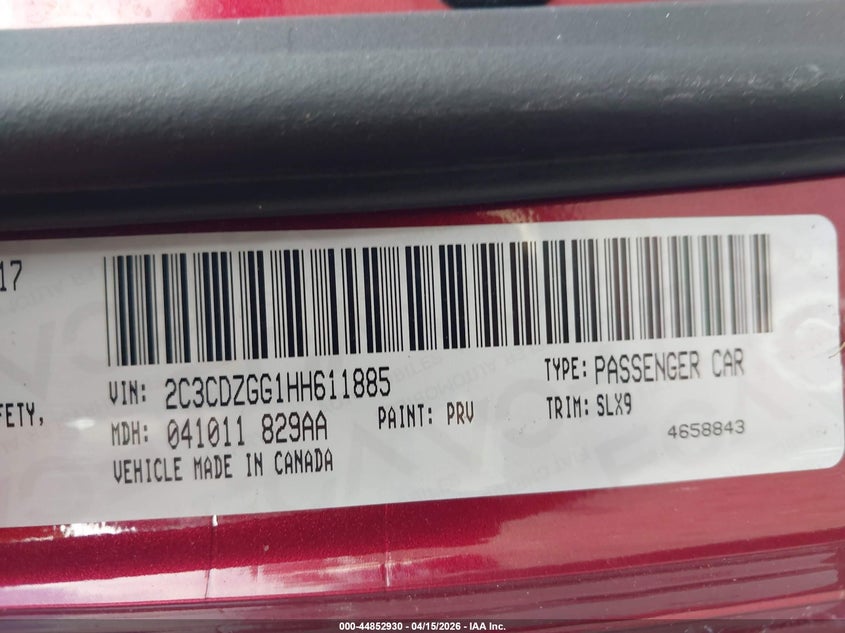 17
VIN: 2C3CDZGG1HH611885
TYPE: PASSENGER CAR
FETY,
MDH: 041011 829AA
PAINT: PRV
TRIM: SLX9
4658843
VEHICLE MADE IN CANADA
000-44852930 - 04/15/2026 - IAA Inc.